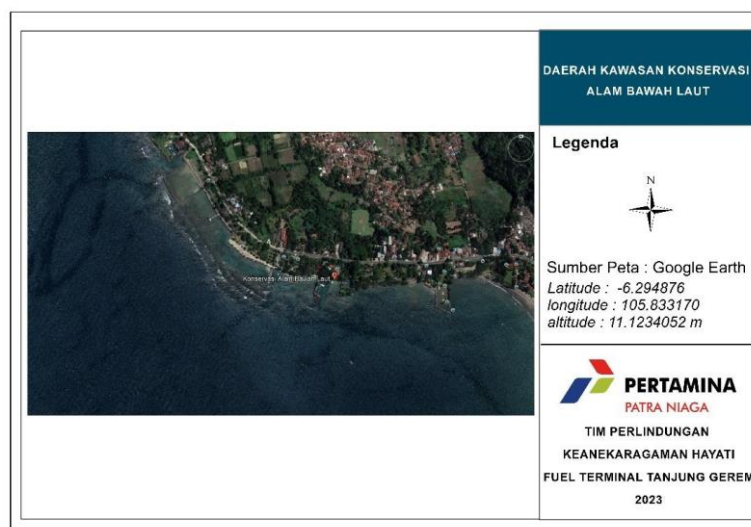 DAERAH KAWASAN KONSERVASI
ALAM BAWAH LAUT
Legenda
N
Sumber Peta : Google Earth
Latitude : -6.294876
longitude : 105.833170
altitude : 11.1234052 m
PERTAMINA
PATRA NIAGA
TIM PERLINDUNGAN
KEANEKARAGAMAN HAYATI
FUEL TERMINAL TANJUNG GEREM
2023
Konservasi Alam Bawah Laut